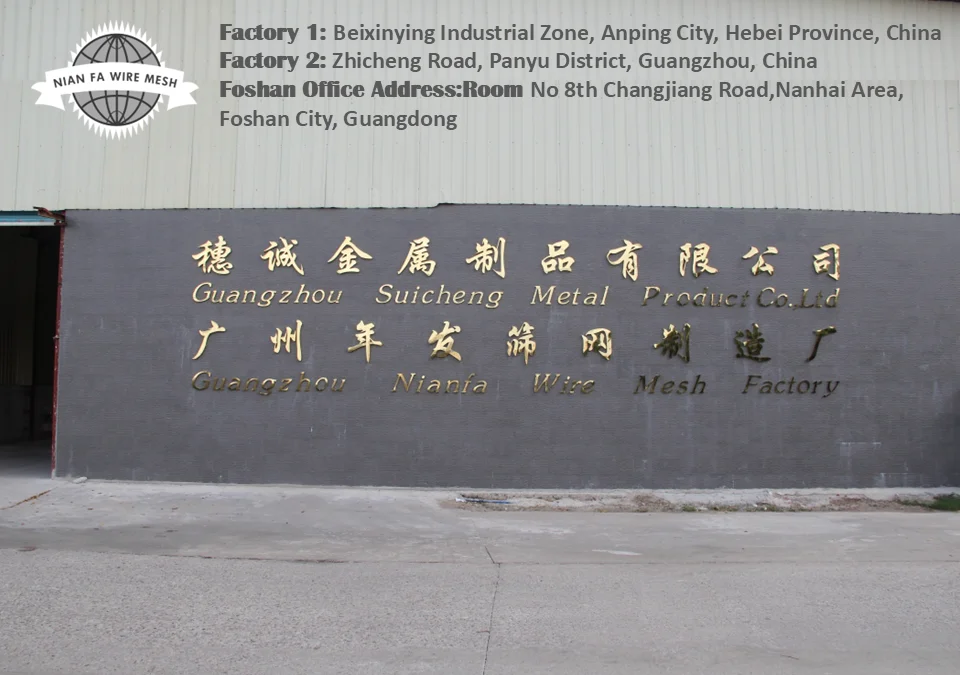 NIAN FA WIRE MESH
Factory 1: Beixinying Industrial Zone, Anping City, Hebei Province, China
Factory 2: Zhicheng Road, Panyu District, Guangzhou, China
Foshan Office Address:Room No 8th Changjiang Road,Nanhai Area,
Foshan City, Guangdong
穗诚金属制品有限公司
Guangzhou Suicheng Metal Product Co.,Ltd
广州年发筛网制造厂
Guangzhou Nianfa Wire Mesh Factory